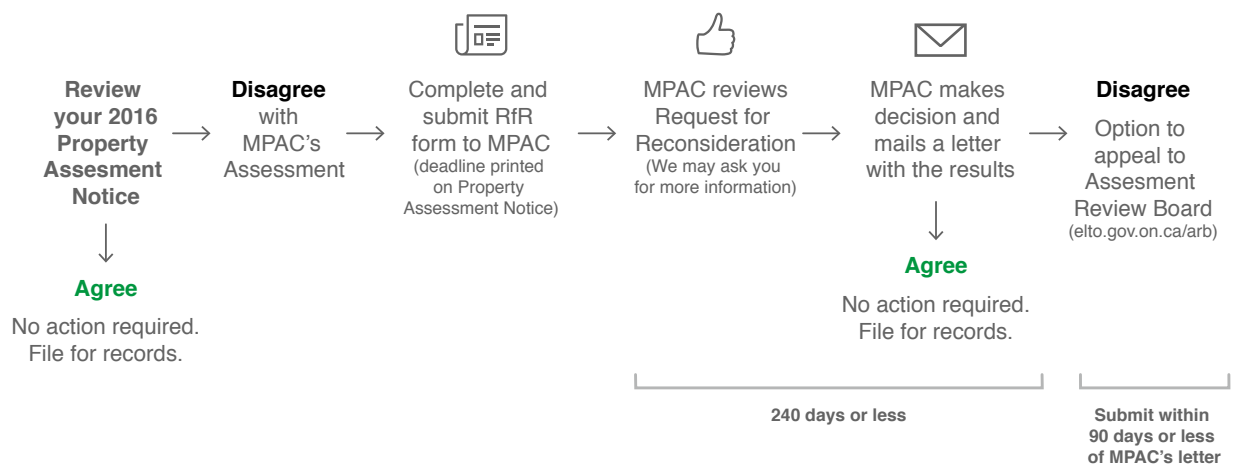 Review
your 2016
Property
Assesment
Notice
Agree
No action required.
File for records.
Disagree
with
MPAC's
Assessment
Complete and
submit RfR
form to MPAC
(deadline printed
on Property
Assessment Notice)
MPAC reviews
Request for
Reconsideration
(We may ask you
for more information)
MPAC makes
decision and
mails a letter
with the results
Agree
No action required.
File for records.
240 days or less
Disagree
Option to
appeal to
Assesment
Review Board
(elto.gov.on.ca/arb)
Submit within
90 days or less
of MPAC's letter